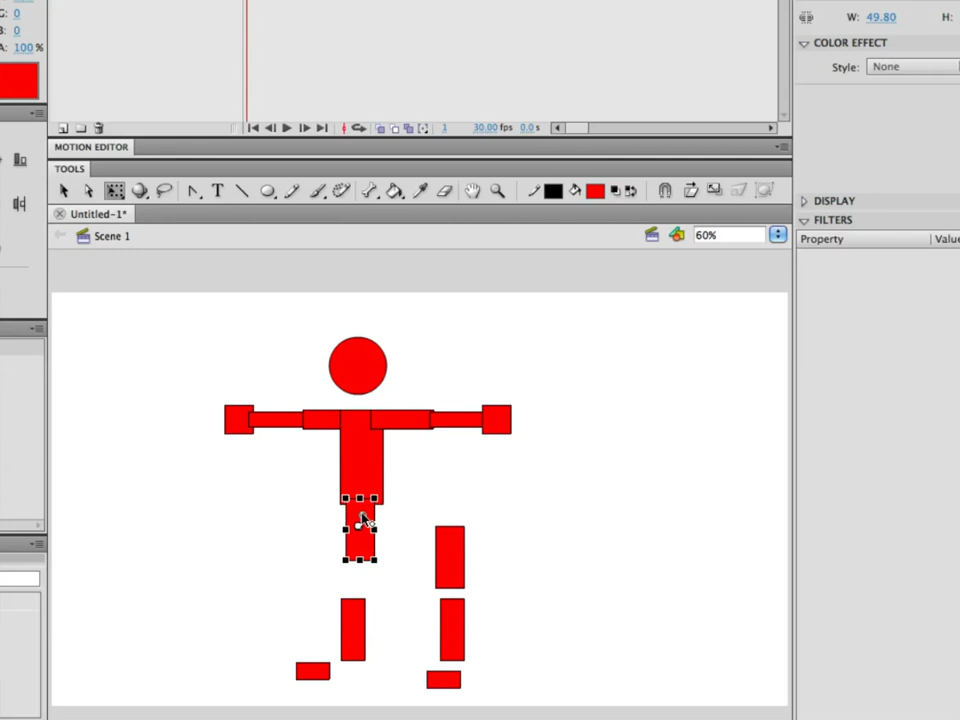 G: 0
B: 0
A: 100 %
W: 49.80 H:
COLOR EFFECT
Style: None
1 30.00 fps 0.0 s
MOTION EDITOR
TOOLS
Untitled-1*
Scene 1
60%
DISPLAY
FILTERS
Property Value